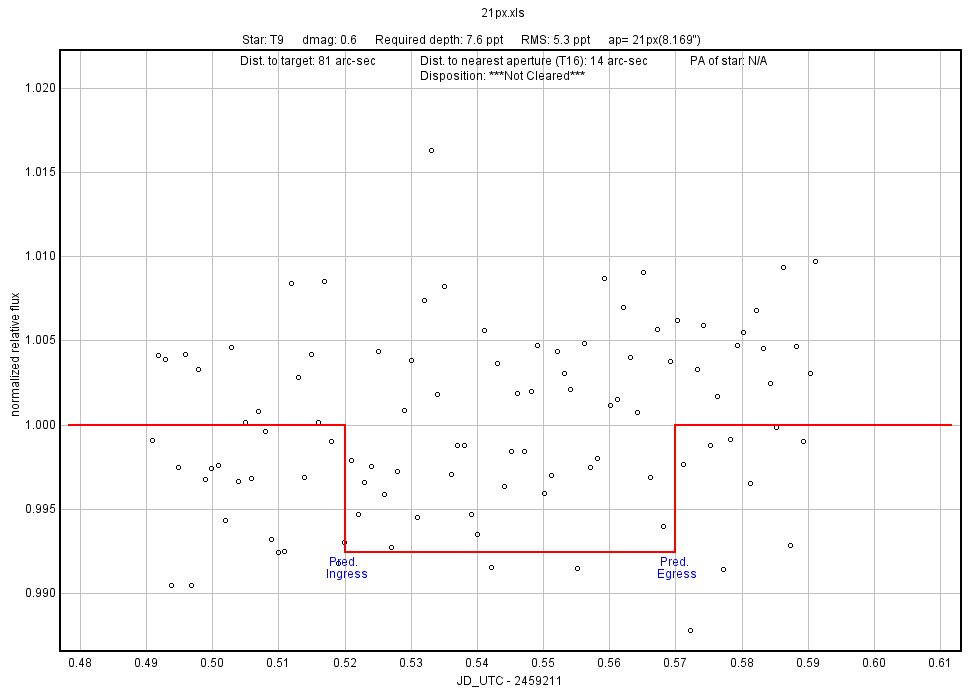 21px.xls
Star: T9 dmag: 0.6 Required depth: 7.6 ppt RMS: 5.3 ppt ap= 21px(8.169")
Dist. to target: 81 arc-sec Dist. to nearest aperture (T16): 14 arc-sec PA of star: N/A
Disposition: ***Not Cleared***
1.020
1.015
1.010
1.005
1.000
0.995
0.990
normalized relative flux
Pred.
Ingress
Pred.
Egress
0.48 0.49 0.50 0.51 0.52 0.53 0.54 0.55 0.56 0.57 0.58 0.59 0.60 0.61
JD_UTC - 2459211